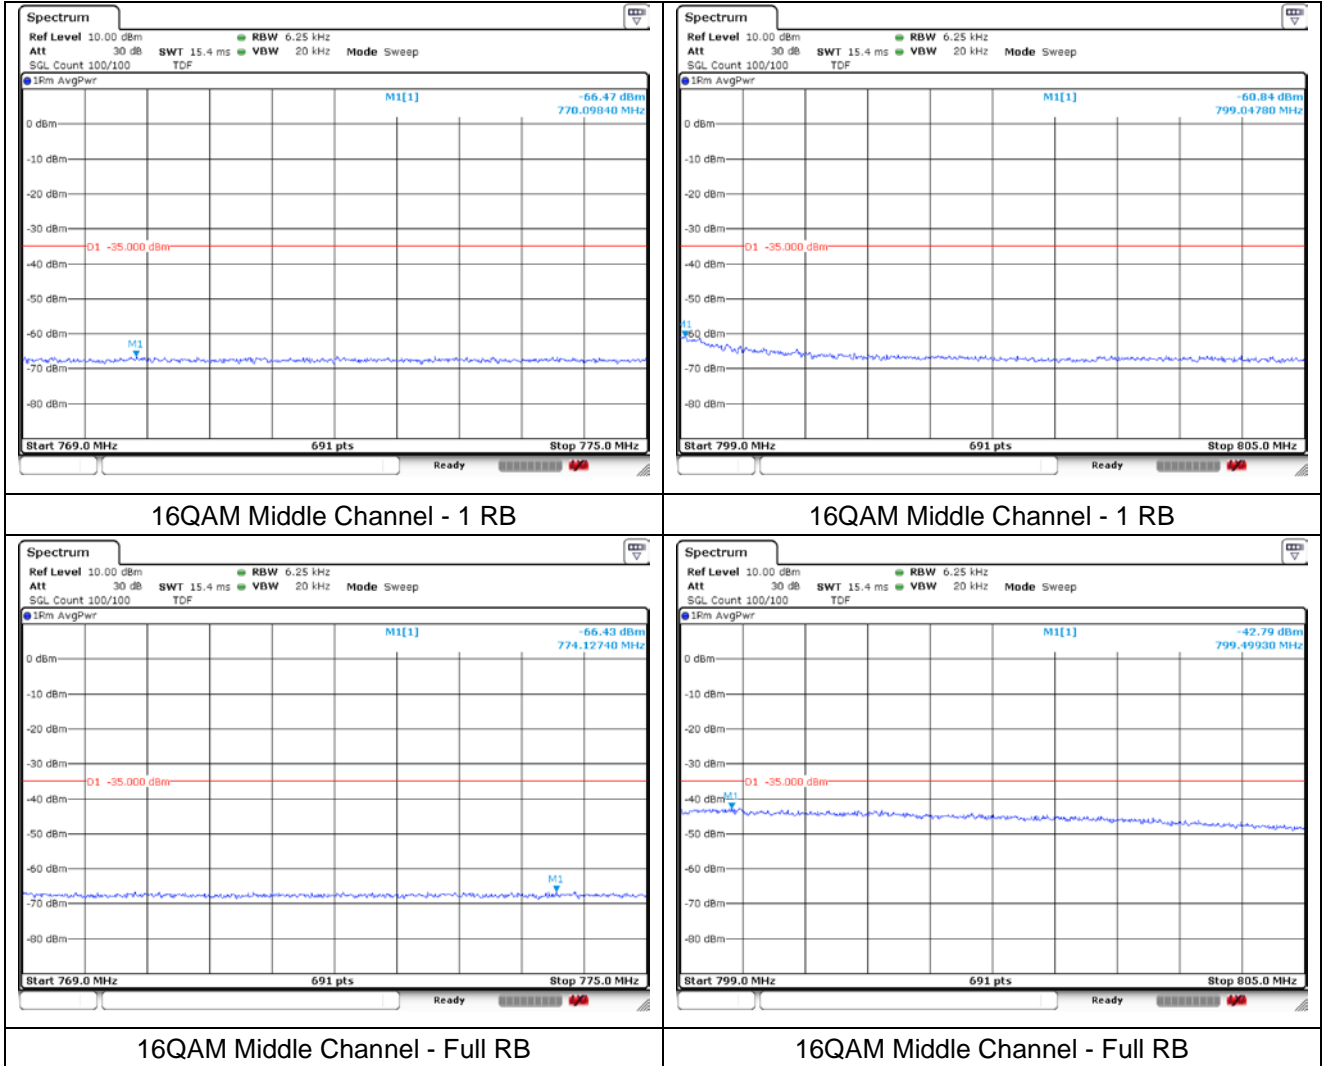 Spectrum
Ref Level 10.00 dBm RBW 6.25 kHz
Att 30 dB SWT 15.4 ms VBW 20 kHz Mode Sweep
SGL Count 100/100 TDF
1Rm AvgPwr
M1[1] -66.47 dBm
770.09840 MHz
0 dBm
-10 dBm
-20 dBm
-30 dBm
D1 -35.000 dBm
-40 dBm
-50 dBm
-60 dBm
M1
-70 dBm
-80 dBm
Start 769.0 MHz 691 pts Stop 775.0 MHz
Ready
16QAM Middle Channel - 1 RB
Spectrum
Ref Level 10.00 dBm RBW 6.25 kHz
Att 30 dB SWT 15.4 ms VBW 20 kHz Mode Sweep
SGL Count 100/100 TDF
1Rm AvgPwr
M1[1] -60.84 dBm
799.04780 MHz
0 dBm
-10 dBm
-20 dBm
-30 dBm
D1 -35.000 dBm
-40 dBm
-50 dBm
M1
-60 dBm
-70 dBm
-80 dBm
Start 799.0 MHz 691 pts Stop 805.0 MHz
Ready
16QAM Middle Channel - 1 RB
Spectrum
Ref Level 10.00 dBm RBW 6.25 kHz
Att 30 dB SWT 15.4 ms VBW 20 kHz Mode Sweep
SGL Count 100/100 TDF
1Rm AvgPwr
M1[1] -66.43 dBm
774.12740 MHz
0 dBm
-10 dBm
-20 dBm
-30 dBm
D1 -35.000 dBm
-40 dBm
-50 dBm
-60 dBm
M1
-70 dBm
-80 dBm
Start 769.0 MHz 691 pts Stop 775.0 MHz
Ready
16QAM Middle Channel - Full RB
Spectrum
Ref Level 10.00 dBm RBW 6.25 kHz
Att 30 dB SWT 15.4 ms VBW 20 kHz Mode Sweep
SGL Count 100/100 TDF
1Rm AvgPwr
M1[1] -42.79 dBm
799.49930 MHz
0 dBm
-10 dBm
-20 dBm
-30 dBm
D1 -35.000 dBm
-40 dBm M1
-50 dBm
-60 dBm
-70 dBm
-80 dBm
Start 799.0 MHz 691 pts Stop 805.0 MHz
Ready
16QAM Middle Channel - Full RB